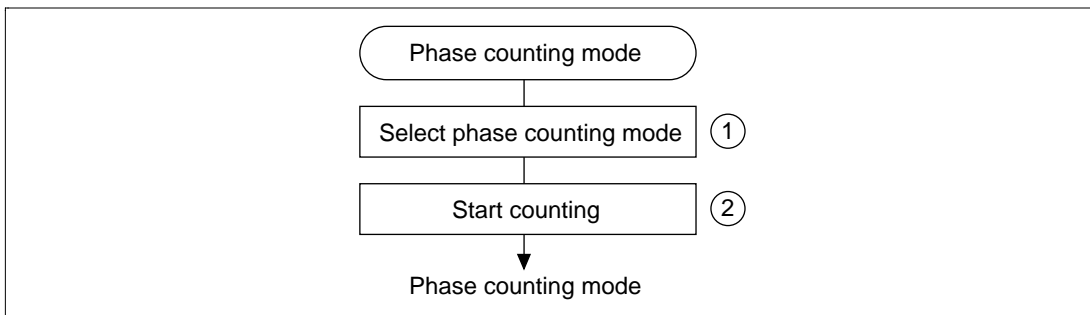 Phase counting mode
Select phase counting mode 1
Start counting 2
Phase counting mode